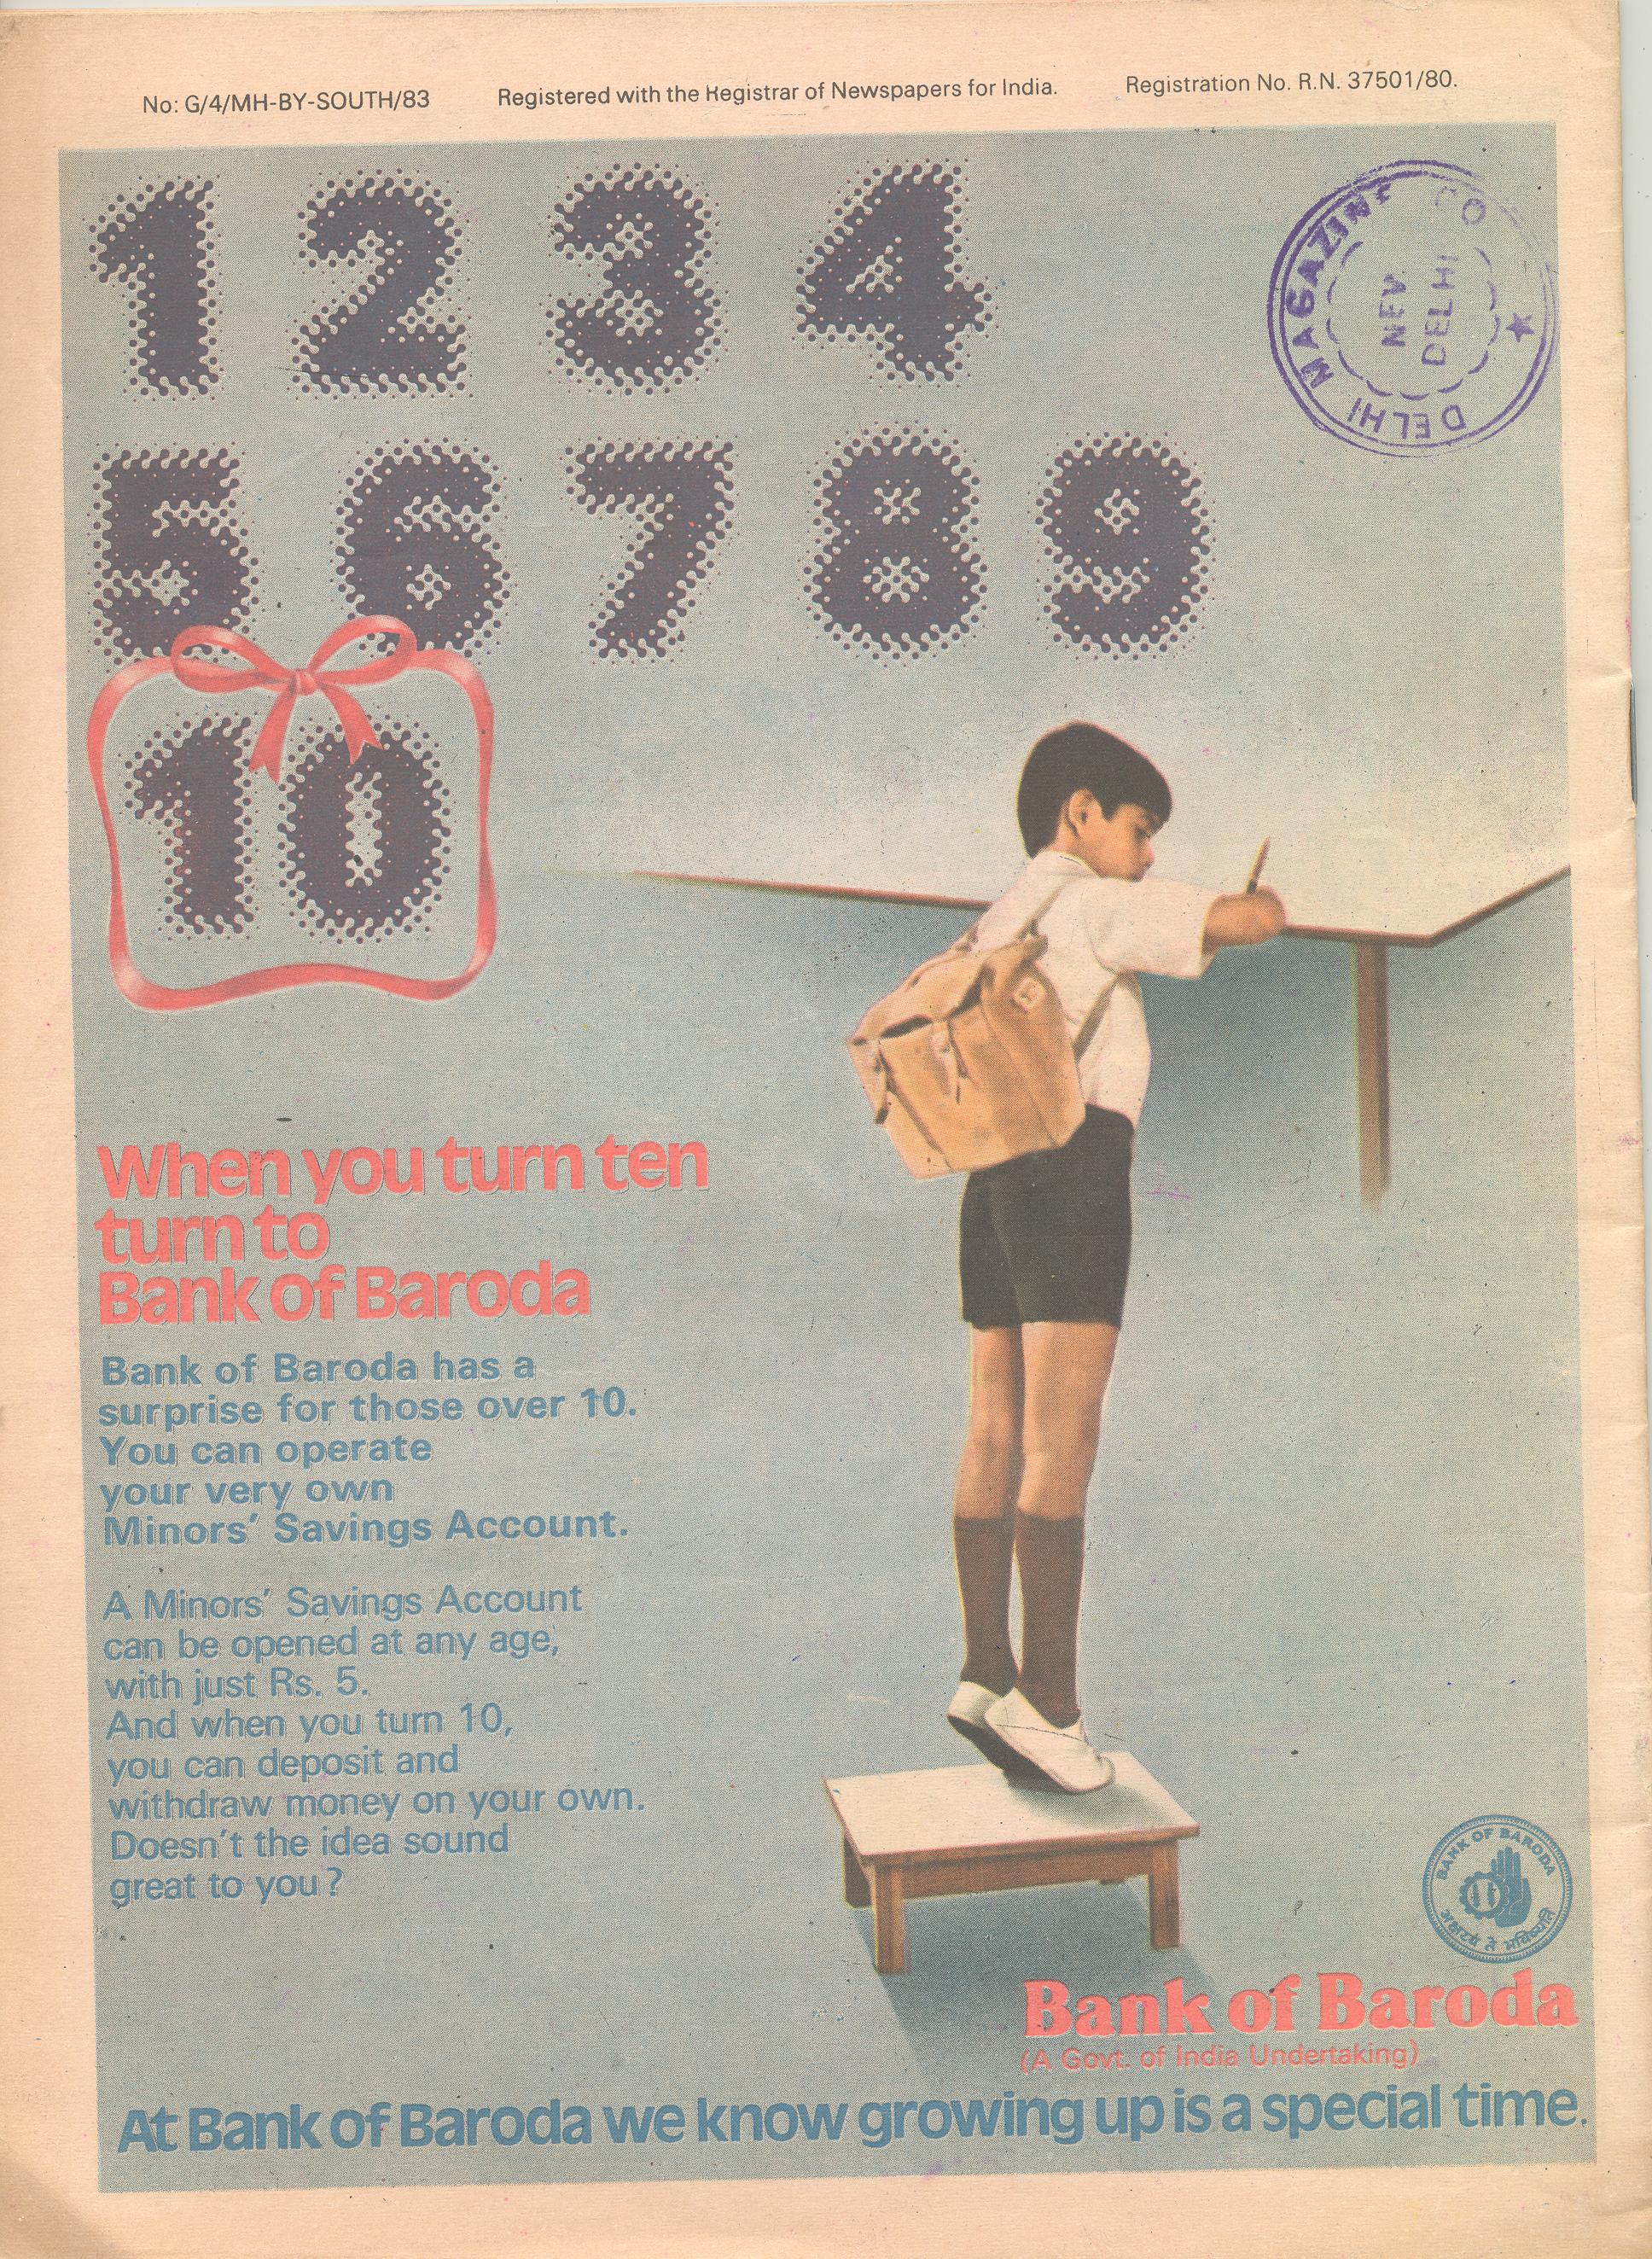 No: G/4/MH-BY-SOUTH/83 Registered with the Registrar of Newspapers for India. Registration No. R.N. 37501/80.
1 2 3 4
DELHI MAGAZINE CO
NEW
DELHI
5 6 7 8 9
10
When you turn ten
turn to
Bank of Baroda
Bank of Baroda has a
surprise for those over 10.
You can operate
your very own
Minors' Savings Account.
A Minors' Savings Account
can be opened at any age,
with just Rs. 5.
And when you turn 10,
you can deposit and
withdraw money on your own.
Doesn't the idea sound
great to you?
BANK OF BARODA
अक्षय्यं ते भविष्यति
Bank of Baroda
(A Govt. of India Undertaking)
At Bank of Baroda we know growing up is a special time.